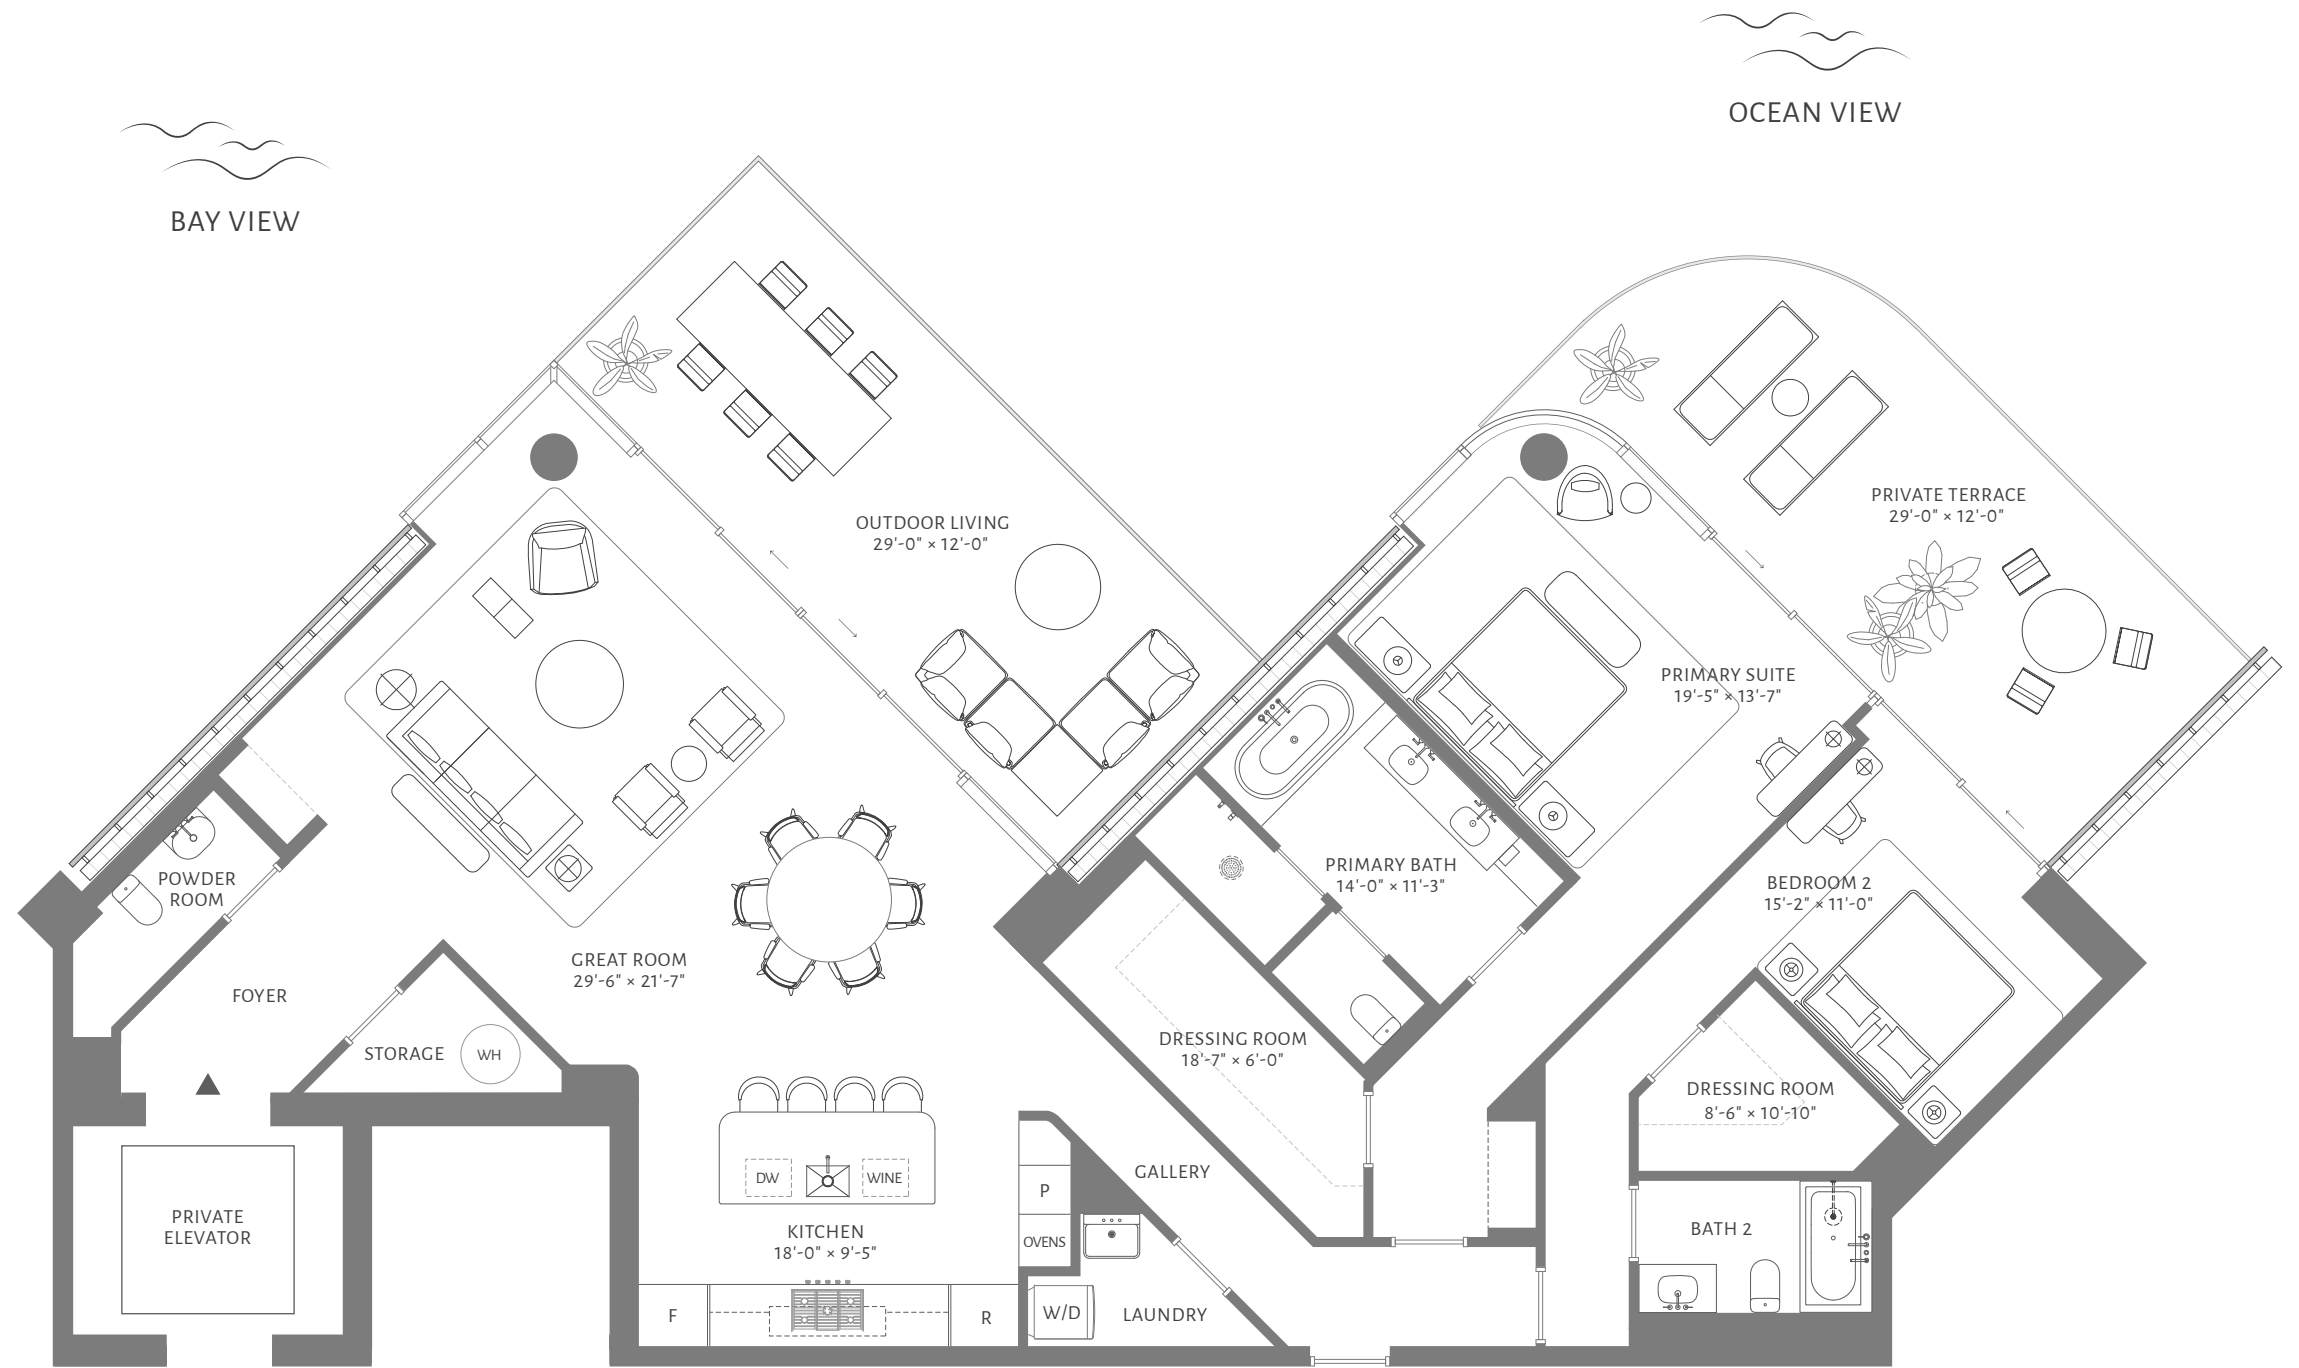 OCEAN VIEW
BAY VIEW
PRIVATE TERRACE
29'-0" × 12'-0"
OUTDOOR LIVING
29'-0" × 12'-0"
PRIMARY SUITE
19'-5" × 13'-7"
PRIMARY BATH
14'-0" × 11'-3"
BEDROOM 2
15'-2" × 11'-0"
POWDER
ROOM
GREAT ROOM
29'-6" × 21'-7"
FOYER
STORAGE
WH
DRESSING ROOM
18'-7" × 6'-0"
DRESSING ROOM
8'-6" × 10'-10"
GALLERY
DW
WINE
P
PRIVATE
ELEVATOR
KITCHEN
18'-0" × 9'-5"
OVENS
BATH 2
F
R
W/D
LAUNDRY